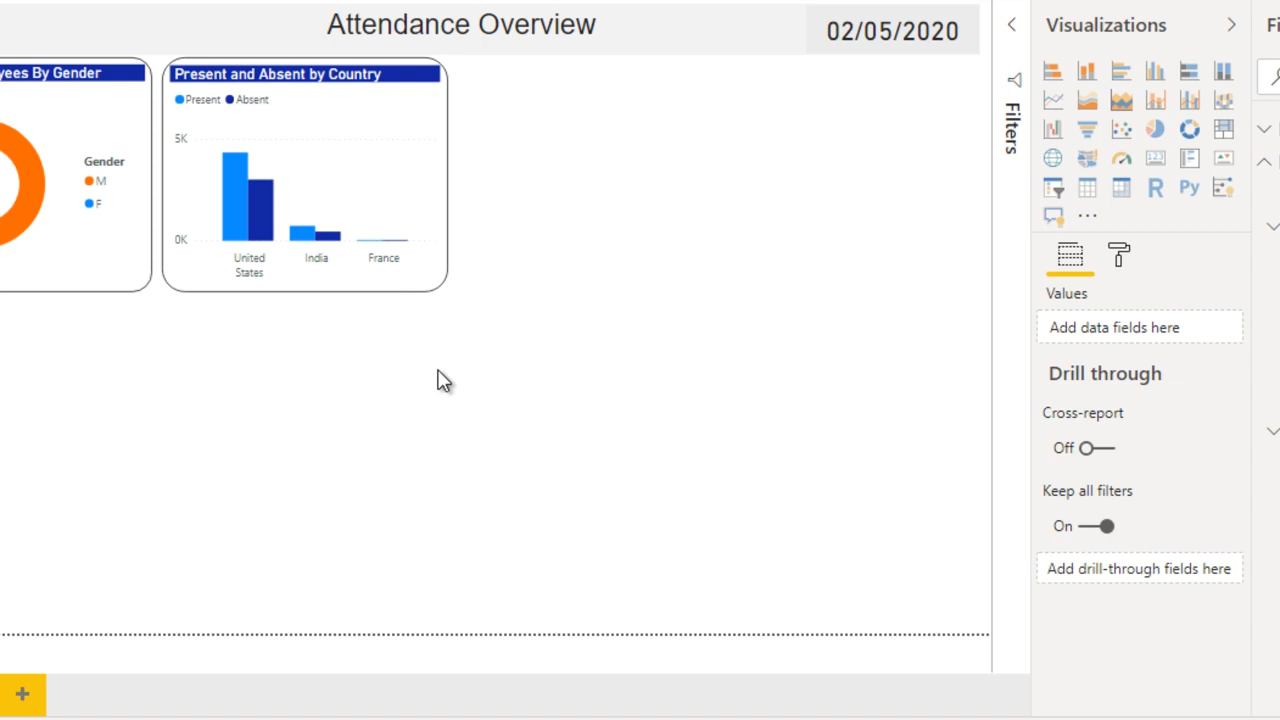 Attendance Overview
02/05/2020
Visualizations
yees By Gender
Gender
M
F
Present and Absent by Country
Present Absent
5K
0K
United
States
India
France
Filters
123
R
Py
Values
Add data fields here
Drill through
Cross-report
Off
Keep all filters
On
Add drill-through fields here